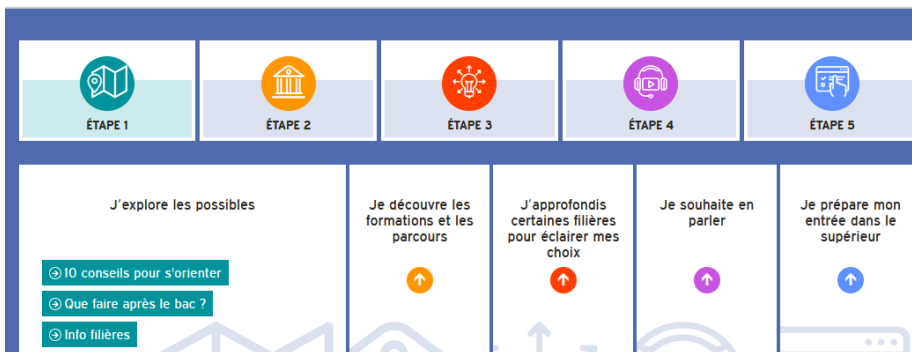 ÉTAPE 1
ÉTAPE 2
ÉTAPE 3
ÉTAPE 4
ÉTAPE 5
J'explore les possibles
10 conseils pour s'orienter
Que faire après le bac ?
Info filières
Je découvre les
formations et les
parcours
J'approfondis
certaines filières
pour éclairer mes
choix
Je souhaite en
parler
Je prépare mon
entrée dans le
supérieur